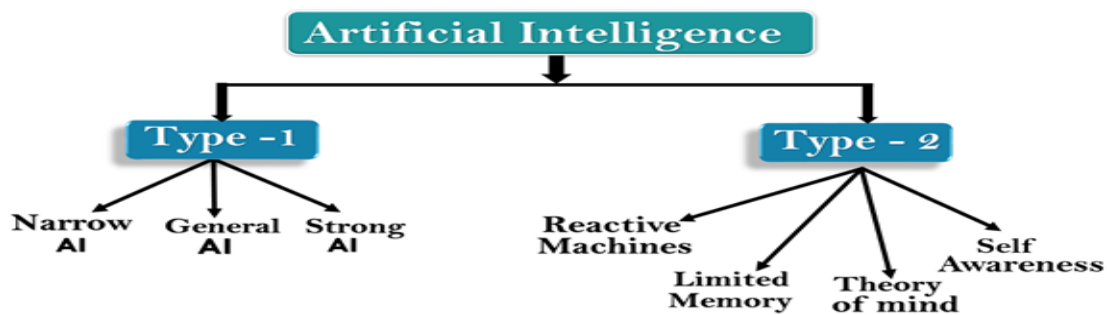 Artificial Intelligence
Type -1
Type - 2
Narrow
AI
General
AI
Strong
AI
Reactive
Machines
Limited
Memory
Theory
of mind
Self
Awareness